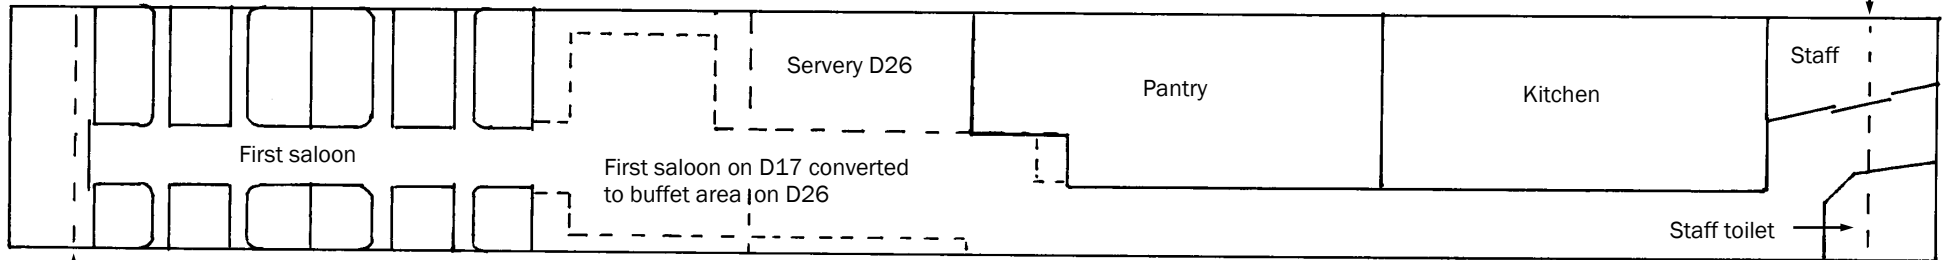 Servery D26
Staff
Pantry
Kitchen
First saloon
First saloon on D17 converted
to buffet area on D26
Staff toilet